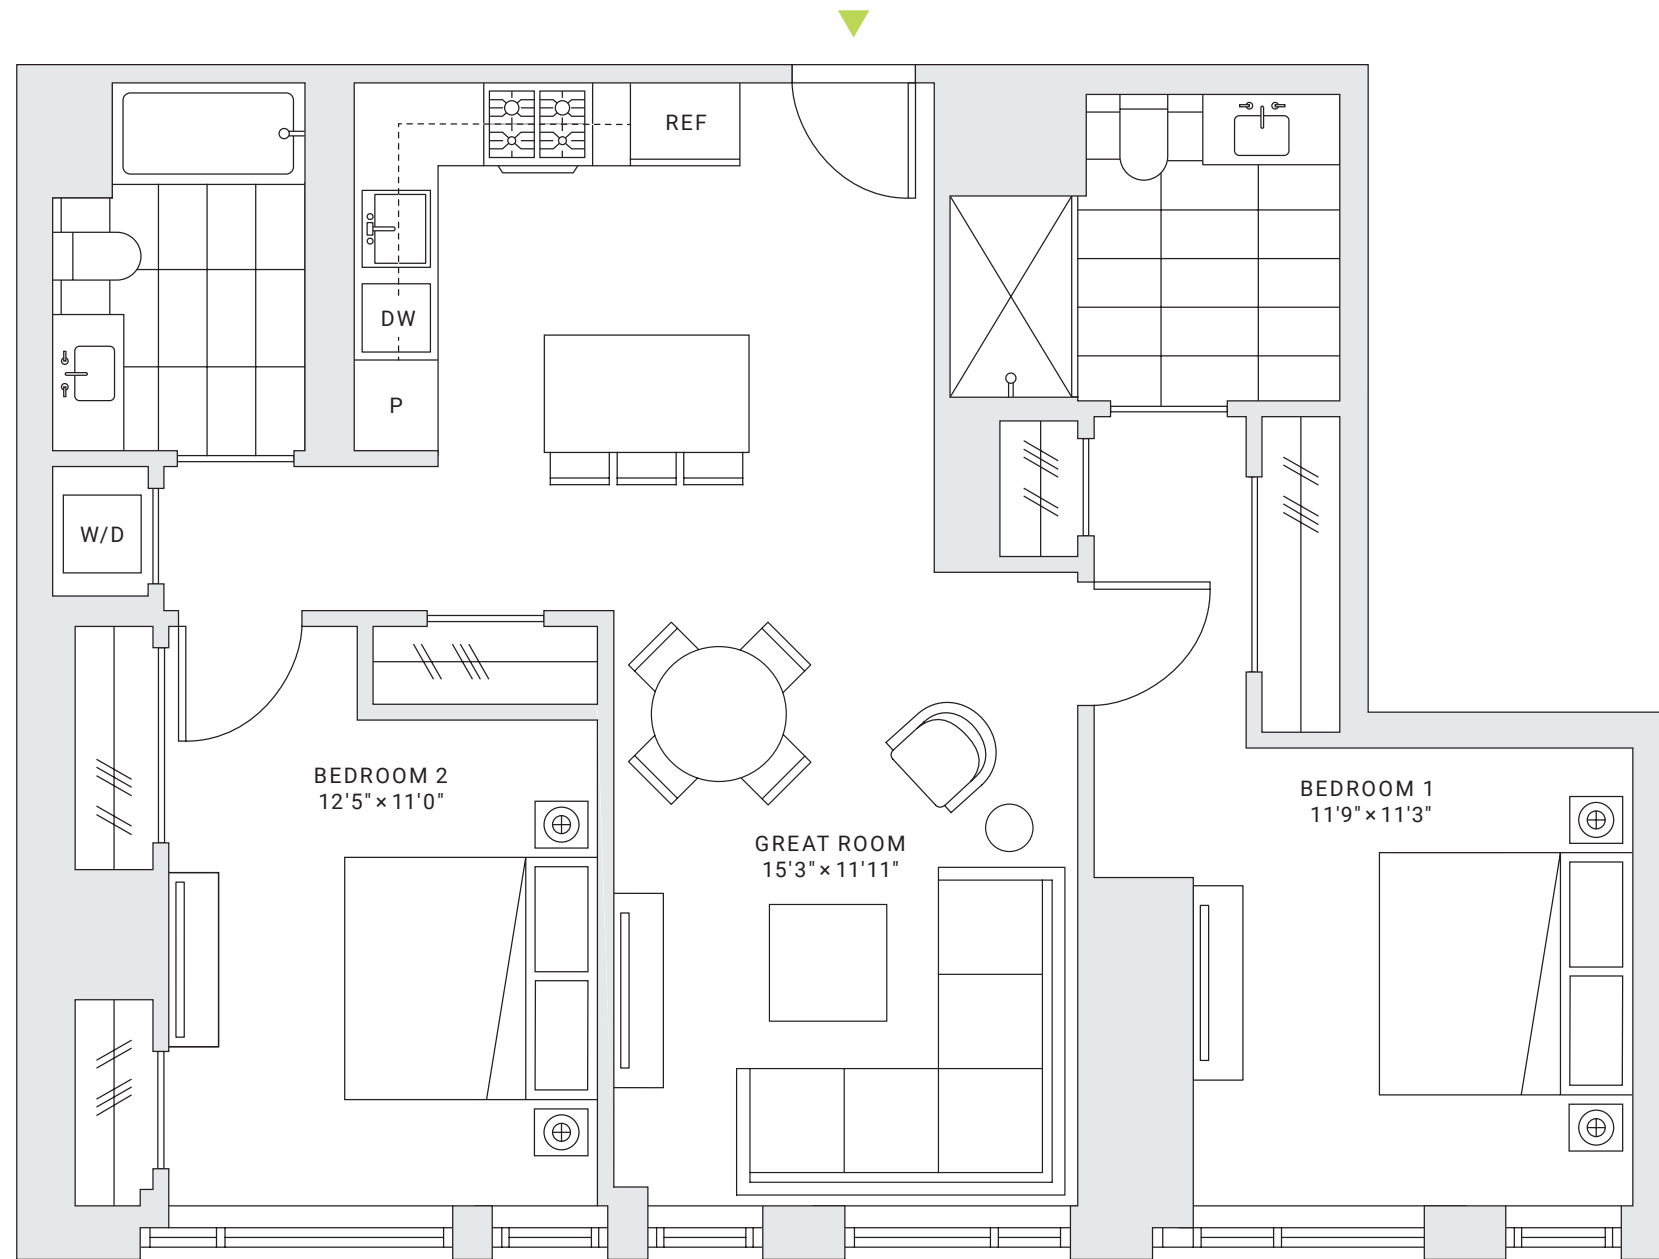 REF
DW
P
W/D
BEDROOM 2
12'5" × 11'0"
GREAT ROOM
15'3" × 11'11"
BEDROOM 1
11'9" × 11'3"